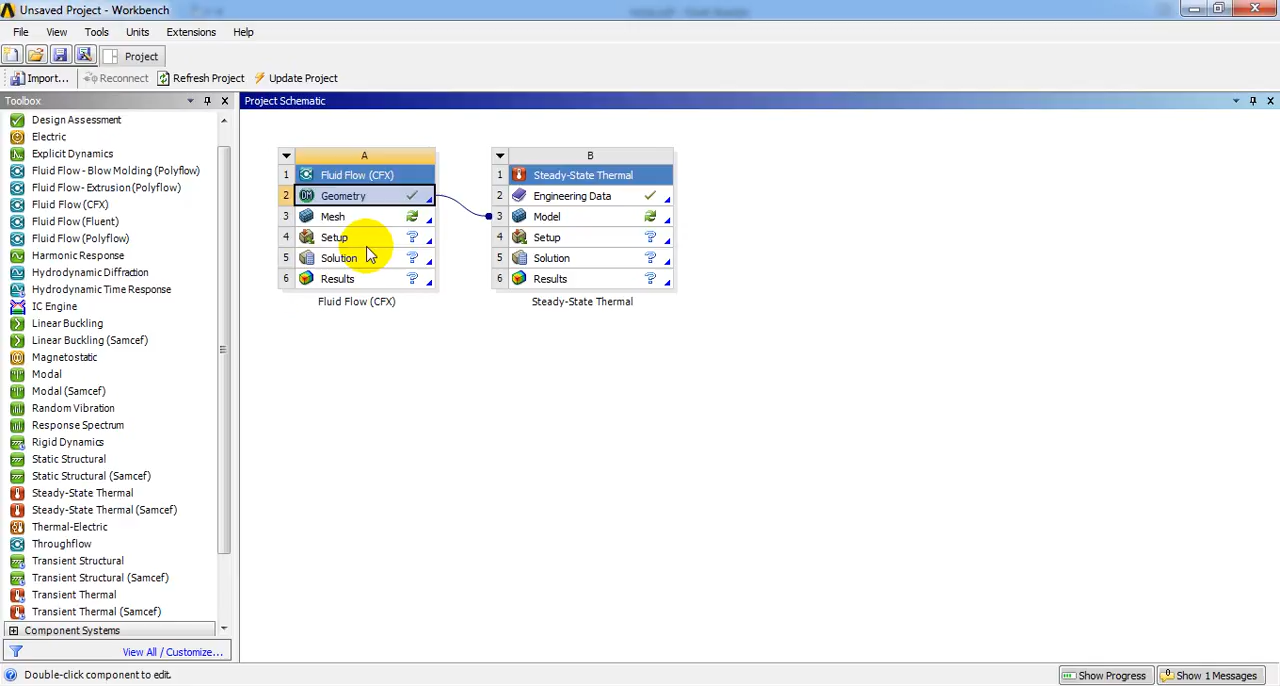 Unsaved Project - Workbench
File View Tools Units Extensions Help
Project
Import... Reconnect Refresh Project Update Project
Toolbox
Design Assessment
Electric
Explicit Dynamics
Fluid Flow - Blow Molding (Polyflow)
Fluid Flow - Extrusion (Polyflow)
Fluid Flow (CFX)
Fluid Flow (Fluent)
Fluid Flow (Polyflow)
Harmonic Response
Hydrodynamic Diffraction
Hydrodynamic Time Response
IC Engine
Linear Buckling
Linear Buckling (Samcef)
Magnetostatic
Modal
Modal (Samcef)
Random Vibration
Response Spectrum
Rigid Dynamics
Static Structural
Static Structural (Samcef)
Steady-State Thermal
Steady-State Thermal (Samcef)
Thermal-Electric
Throughflow
Transient Structural
Transient Structural (Samcef)
Transient Thermal
Transient Thermal (Samcef)
Component Systems
View All / Customize...
Project Schematic
A
1 Fluid Flow (CFX)
2 Geometry
3 Mesh
4 Setup
5 Solution
6 Results
Fluid Flow (CFX)
B
1 Steady-State Thermal
2 Engineering Data
3 Model
4 Setup
5 Solution
6 Results
Steady-State Thermal
Double-click component to edit.
Show Progress Show 1 Messages